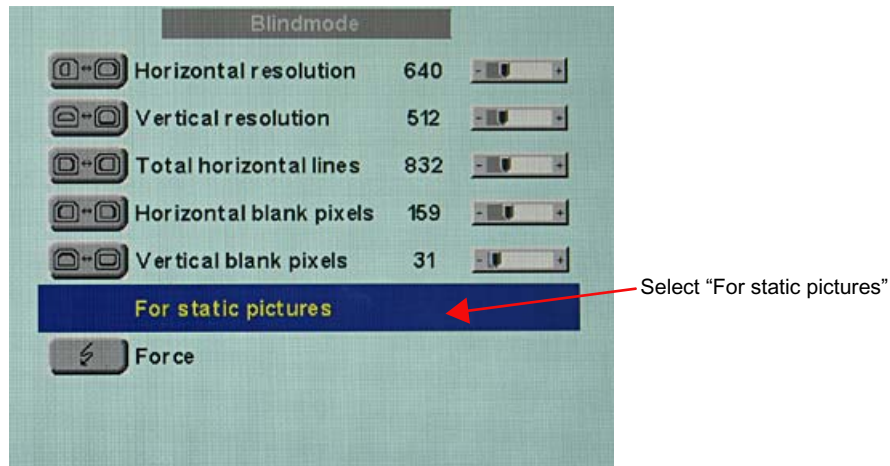 Blindmode
Horizontal resolution 640 - +
Vertical resolution 512 - +
Total horizontal lines 832 - +
Horizontal blank pixels 159 - +
Vertical blank pixels 31 - +
For static pictures
Select “For static pictures”
Force